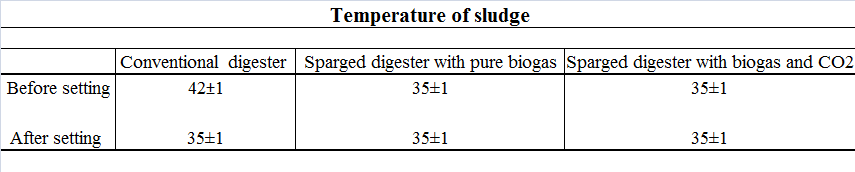 Temperature of sludge
Conventional digester Sparged digester with pure biogas Sparged digester with biogas and CO2
Before setting 42±1 35±1 35±1
After setting 35±1 35±1 35±1